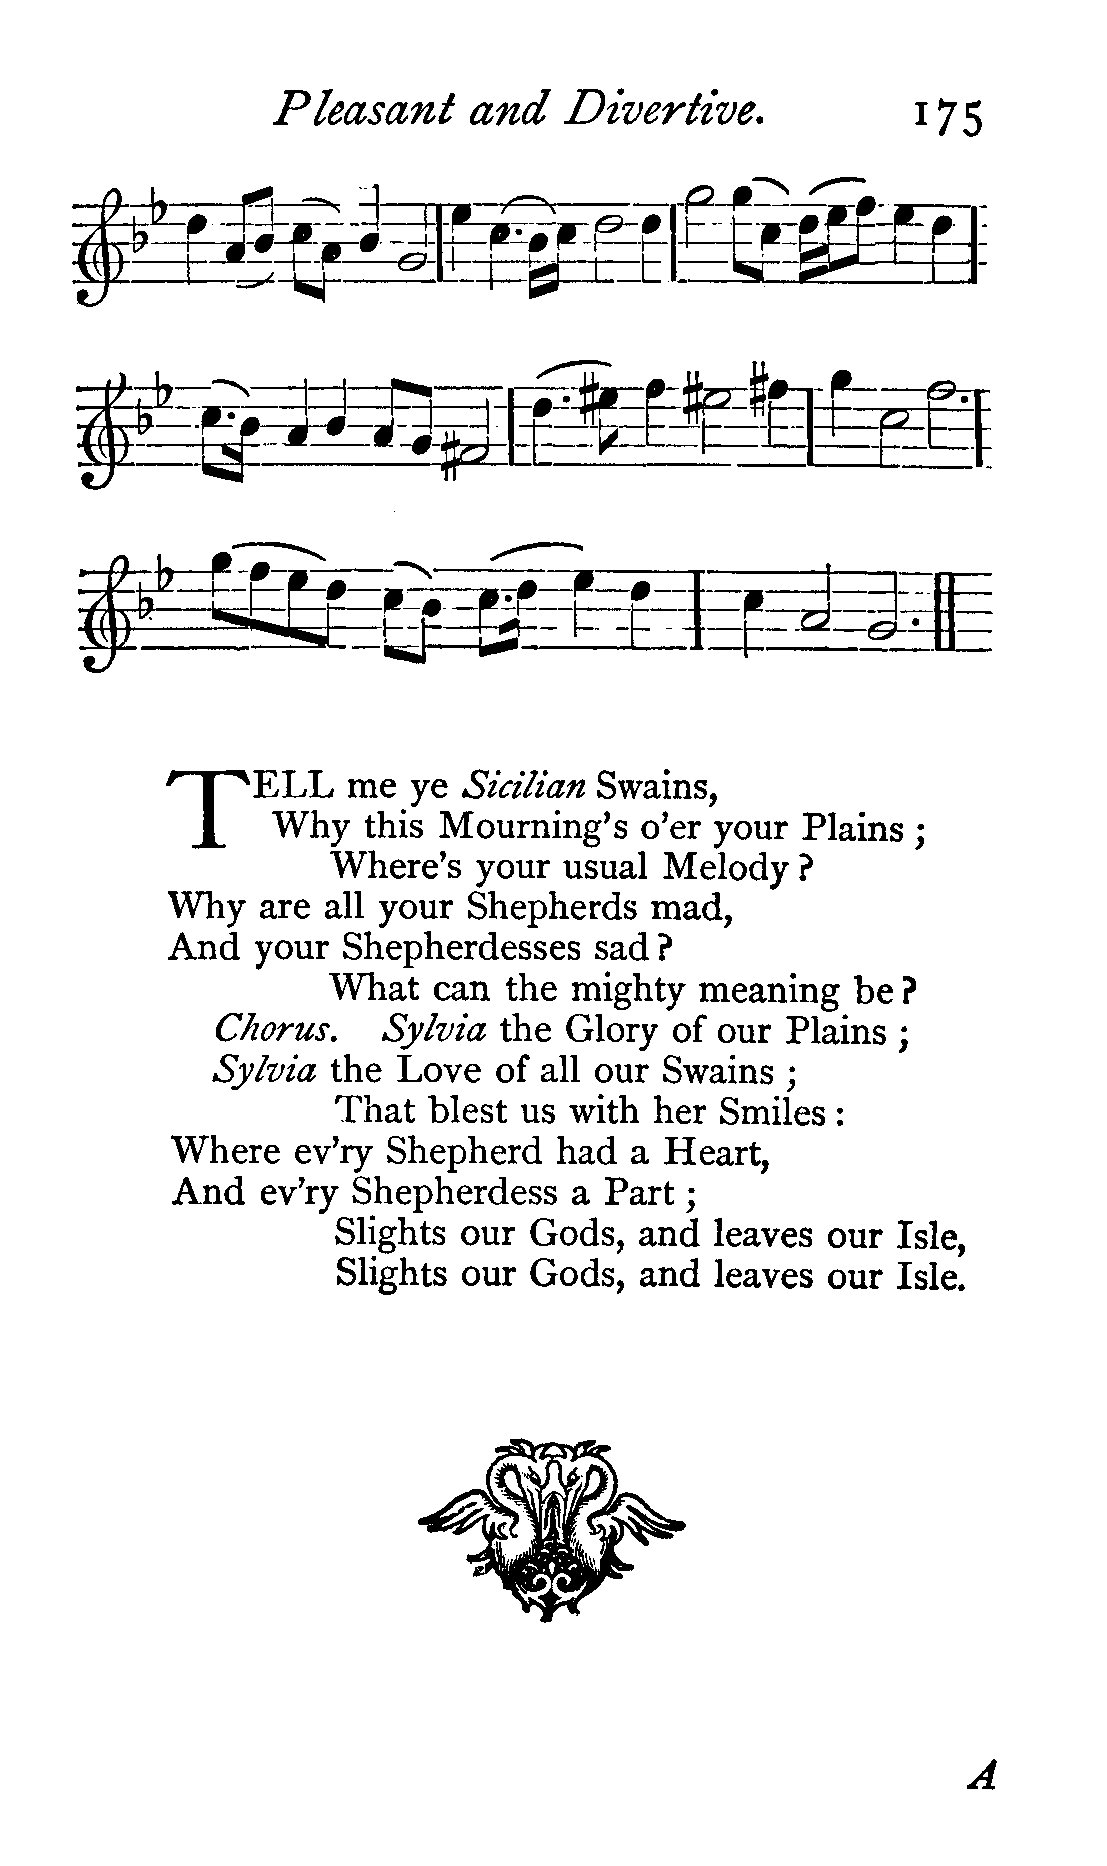 Pleasant and Divertive. 175
TELL me ye Sicilian Swains,
Why this Mourning's o'er your Plains ;
Where's your usual Melody ?
Why are all your Shepherds mad,
And your Shepherdesses sad ?
What can the mighty meaning be ?
Chorus. Sylvia the Glory of our Plains ;
Sylvia the Love of all our Swains ;
That blest us with her Smiles :
Where ev'ry Shepherd had a Heart,
And ev'ry Shepherdess a Part ;
Slights our Gods, and leaves our Isle,
Slights our Gods, and leaves our Isle.
A